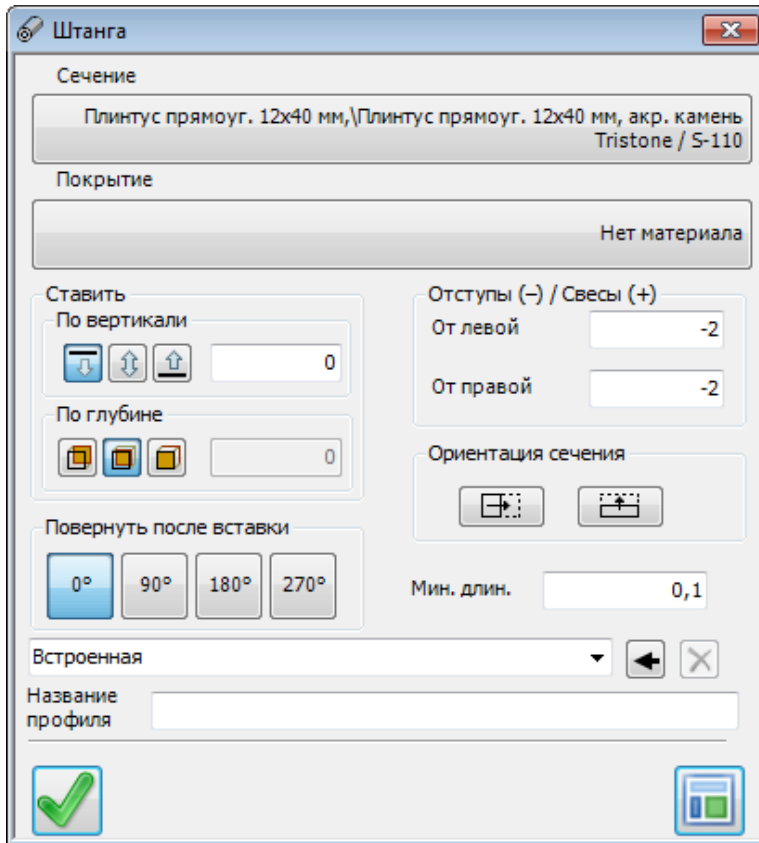 Штанга
Сечение
Плинтус прямоуг. 12x40 мм,\Плинтус прямоуг. 12x40 мм, акр. камень
Tristone / S-110
Покрытие
Нет материала
Ставить
По вертикали
0
По глубине
0
Отступы (–) / Свесы (+)
От левой
-2
От правой
-2
Ориентация сечения
Повернуть после вставки
0° 90° 180° 270°
Мин. длин.
0,1
Встроенная
Название
профиля